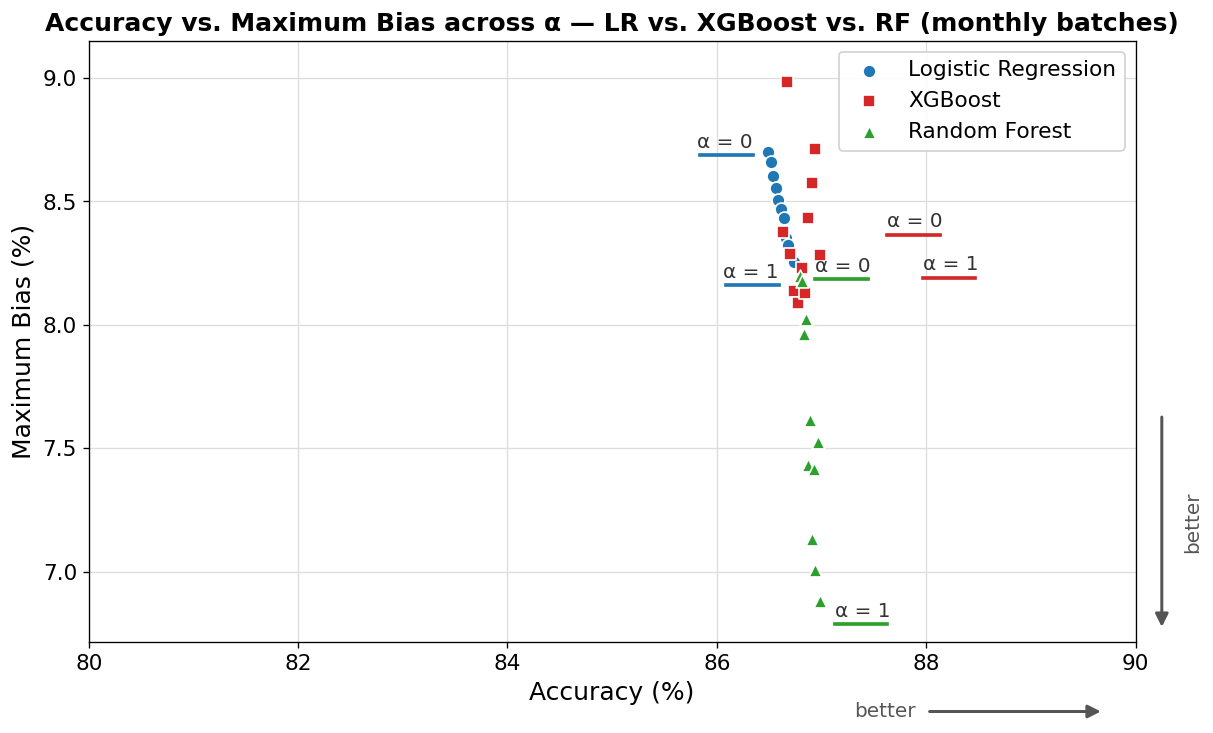 Accuracy vs. Maximum Bias across α — LR vs. XGBoost vs. RF (monthly batches)
Logistic Regression
XGBoost
Random Forest
Maximum Bias (%)
9.0
8.5
8.0
7.5
7.0
α = 0
α = 0
α = 1
α = 0
α = 1
α = 1
better
80
82
84
86
88
90
Accuracy (%)
better